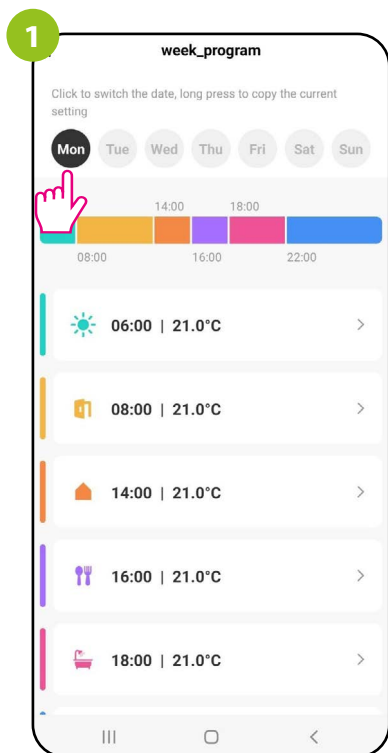 1
week_program
Click to switch the date, long press to copy the current
setting
Mon Tue Wed Thu Fri Sat Sun
14:00 18:00
08:00 16:00 22:00
06:00 | 21.0°C
08:00 | 21.0°C
14:00 | 21.0°C
16:00 | 21.0°C
18:00 | 21.0°C